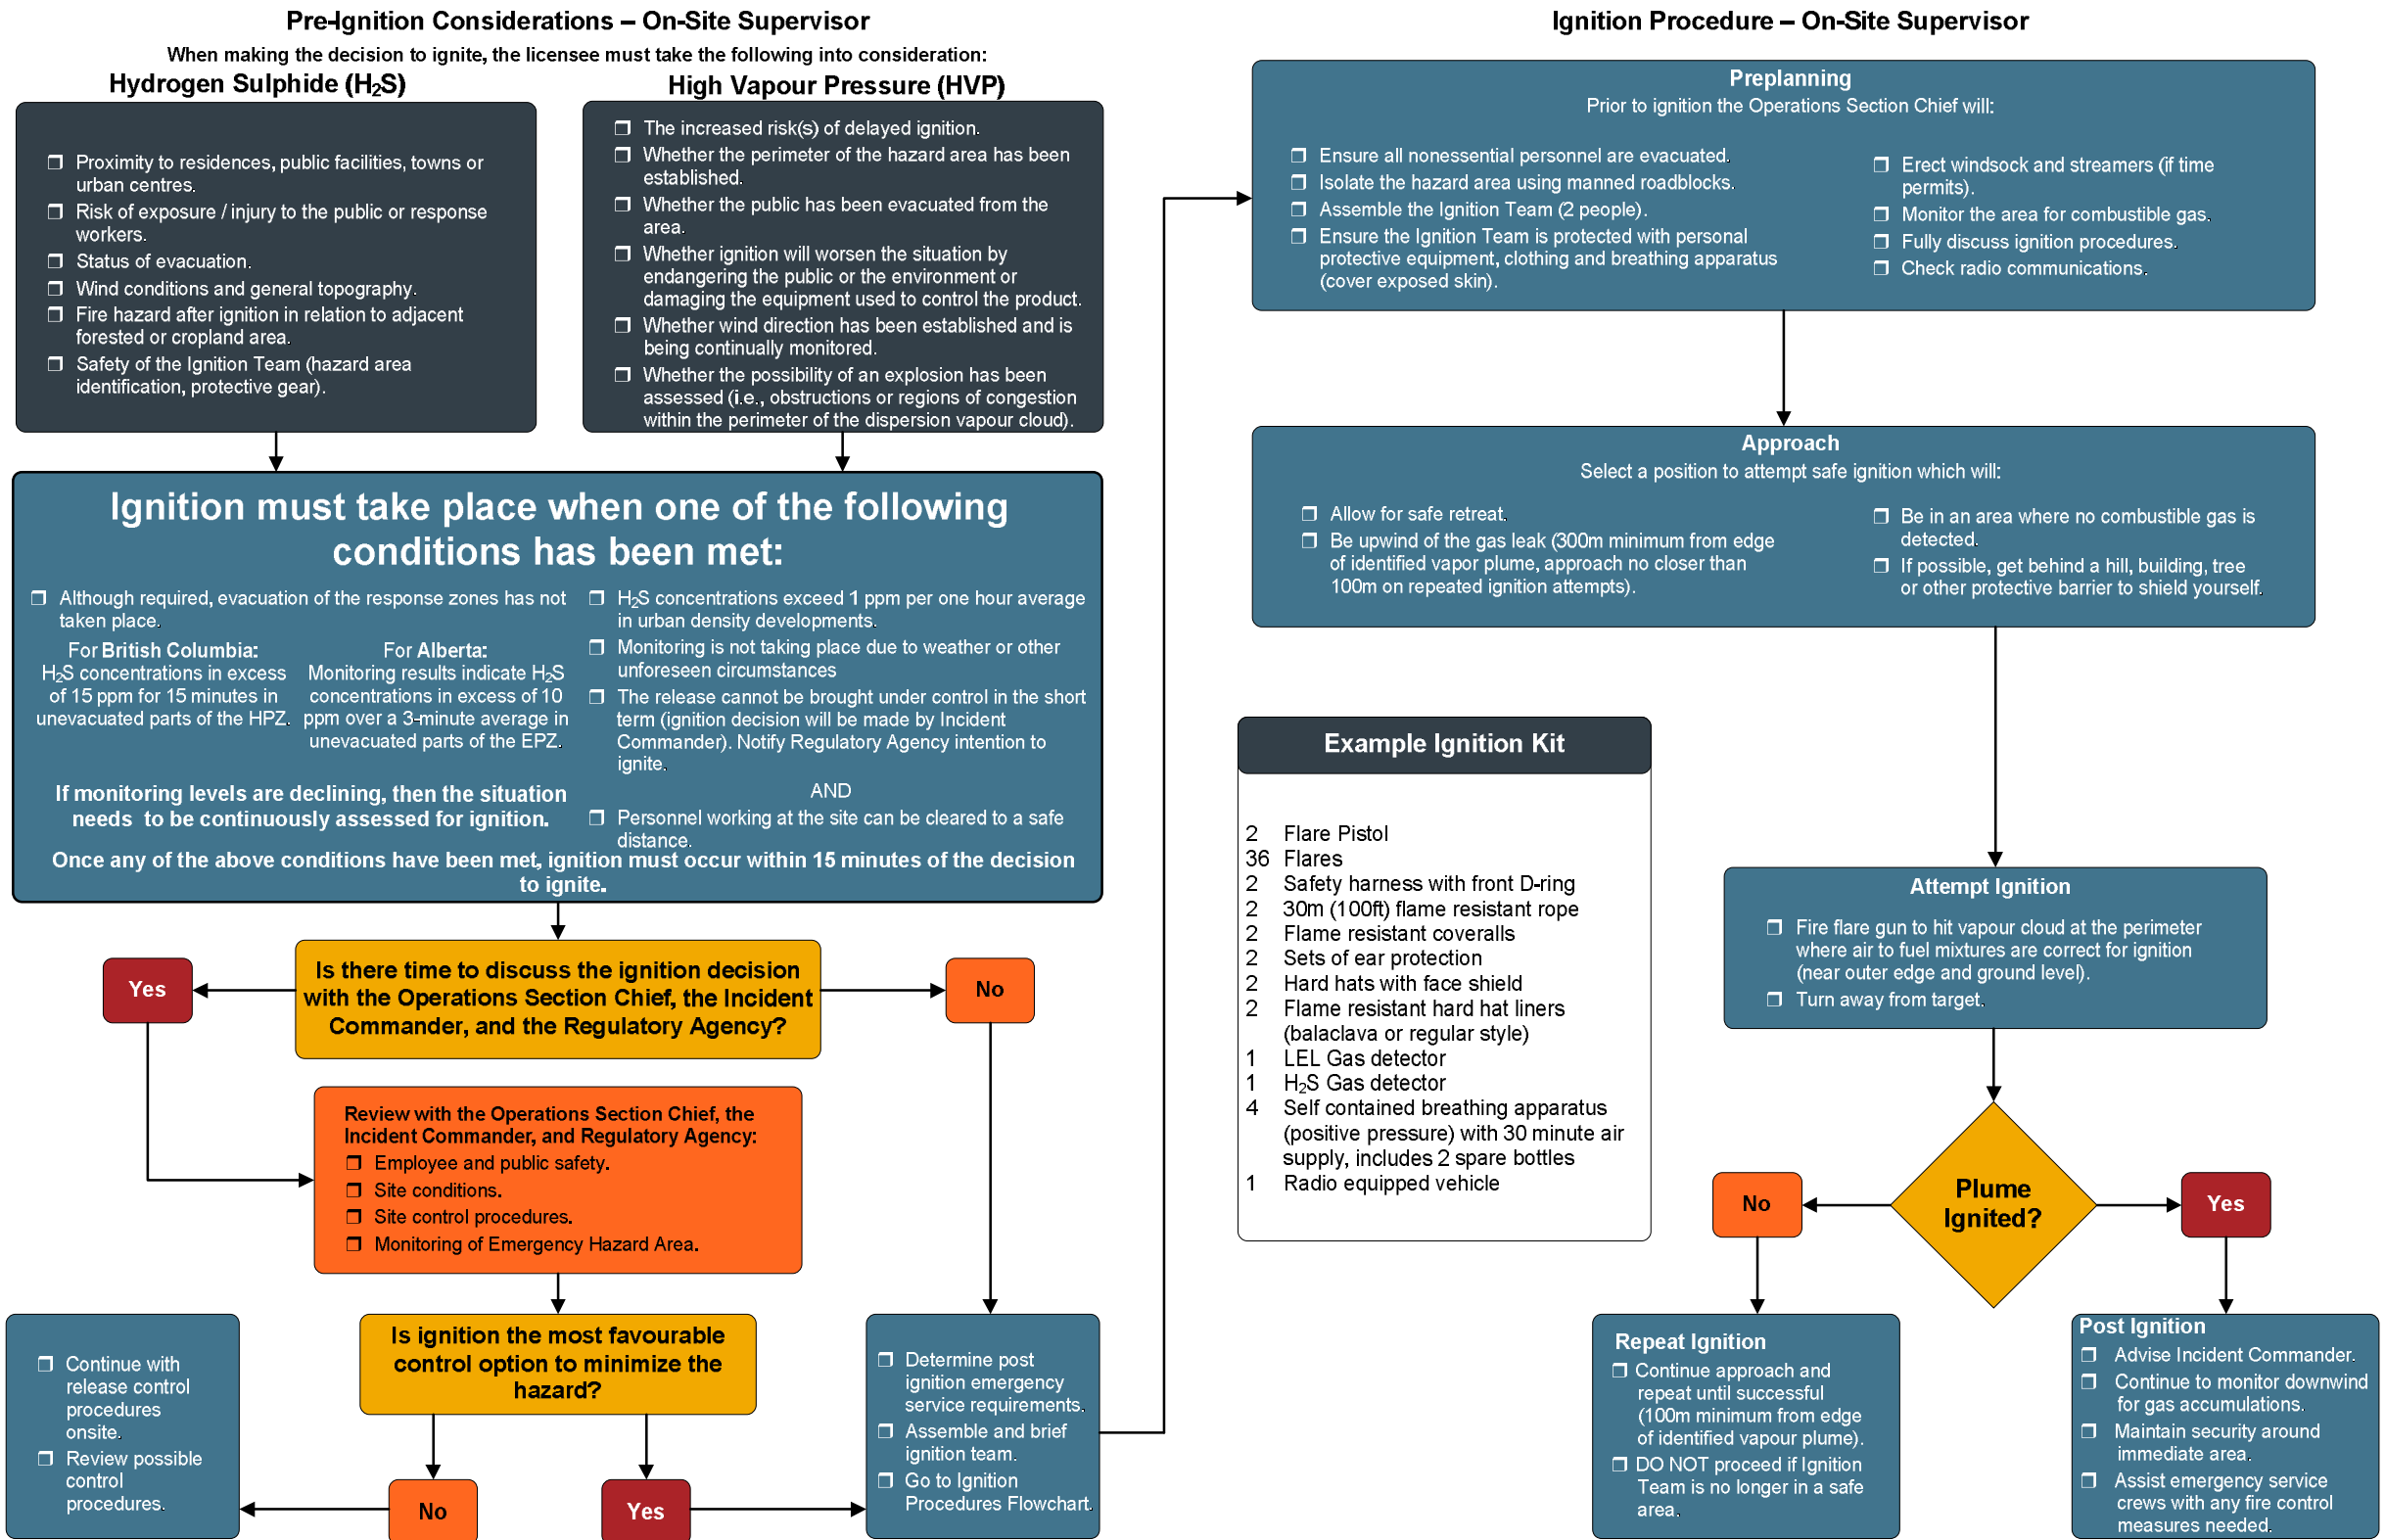 Pre-Ignition Considerations – On-Site Supervisor
When making the decision to ignite, the licensee must take the following into consideration:
Hydrogen Sulphide (H₂S)
❐ Proximity to residences, public facilities, towns or
urban centres.
❐ Risk of exposure / injury to the public or response
workers.
❐ Status of evacuation.
❐ Wind conditions and general topography.
❐ Fire hazard after ignition in relation to adjacent
forested or cropland area.
❐ Safety of the Ignition Team (hazard area
identification, protective gear).
High Vapour Pressure (HVP)
❐ The increased risk(s) of delayed ignition.
❐ Whether the perimeter of the hazard area has been
established.
❐ Whether the public has been evacuated from the
area.
❐ Whether ignition will worsen the situation by
endangering the public or the environment or
damaging the equipment used to control the product.
❐ Whether wind direction has been established and is
being continually monitored.
❐ Whether the possibility of an explosion has been
assessed (i.e., obstructions or regions of congestion
within the perimeter of the dispersion vapour cloud).
Ignition must take place when one of the following
conditions has been met:
❐ Although required, evacuation of the response zones has not
taken place.
For British Columbia:
H₂S concentrations in excess
of 15 ppm for 15 minutes in
unevacuated parts of the HPZ.
For Alberta:
Monitoring results indicate H₂S
concentrations in excess of 10
ppm over a 3-minute average in
unevacuated parts of the EPZ.
If monitoring levels are declining, then the situation
needs to be continuously assessed for ignition.
❐ H₂S concentrations exceed 1 ppm per one hour average
in urban density developments.
❐ Monitoring is not taking place due to weather or other
unforeseen circumstances
❐ The release cannot be brought under control in the short
term (ignition decision will be made by Incident
Commander). Notify Regulatory Agency intention to
ignite.
AND
❐ Personnel working at the site can be cleared to a safe
distance.
Once any of the above conditions have been met, ignition must occur within 15 minutes of the decision
to ignite.
Is there time to discuss the ignition decision
with the Operations Section Chief, the Incident
Commander, and the Regulatory Agency?
Yes
No
Review with the Operations Section Chief, the
Incident Commander, and Regulatory Agency:
❐ Employee and public safety.
❐ Site conditions.
❐ Site control procedures.
❐ Monitoring of Emergency Hazard Area.
Is ignition the most favourable
control option to minimize the
hazard?
No
Yes
❐ Continue with
release control
procedures
onsite.
❐ Review possible
control
procedures.
❐ Determine post
ignition emergency
service requirements.
❐ Assemble and brief
ignition team.
❐ Go to Ignition
Procedures Flowchart.
Ignition Procedure – On-Site Supervisor
Preplanning
Prior to ignition the Operations Section Chief will:
❐ Ensure all nonessential personnel are evacuated.
❐ Isolate the hazard area using manned roadblocks.
❐ Assemble the Ignition Team (2 people).
❐ Ensure the Ignition Team is protected with personal
protective equipment, clothing and breathing apparatus
(cover exposed skin).
❐ Erect windsock and streamers (if time
permits).
❐ Monitor the area for combustible gas.
❐ Fully discuss ignition procedures.
❐ Check radio communications.
Approach
Select a position to attempt safe ignition which will:
❐ Allow for safe retreat.
❐ Be upwind of the gas leak (300m minimum from edge
of identified vapor plume, approach no closer than
100m on repeated ignition attempts).
❐ Be in an area where no combustible gas is
detected.
❐ If possible, get behind a hill, building, tree
or other protective barrier to shield yourself.
Example Ignition Kit
2 Flare Pistol
36 Flares
2 Safety harness with front D-ring
2 30m (100ft) flame resistant rope
2 Flame resistant coveralls
2 Sets of ear protection
2 Hard hats with face shield
2 Flame resistant hard hat liners
(balaclava or regular style)
1 LEL Gas detector
1 H₂S Gas detector
4 Self contained breathing apparatus
(positive pressure) with 30 minute air
supply, includes 2 spare bottles
1 Radio equipped vehicle
Attempt Ignition
❐ Fire flare gun to hit vapour cloud at the perimeter
where air to fuel mixtures are correct for ignition
(near outer edge and ground level).
❐ Turn away from target.
Plume
Ignited?
No
Yes
Repeat Ignition
❐ Continue approach and
repeat until successful
(100m minimum from edge
of identified vapour plume).
❐ DO NOT proceed if Ignition
Team is no longer in a safe
area.
Post Ignition
❐ Advise Incident Commander.
❐ Continue to monitor downwind
for gas accumulations.
❐ Maintain security around
immediate area.
❐ Assist emergency service
crews with any fire control
measures needed.